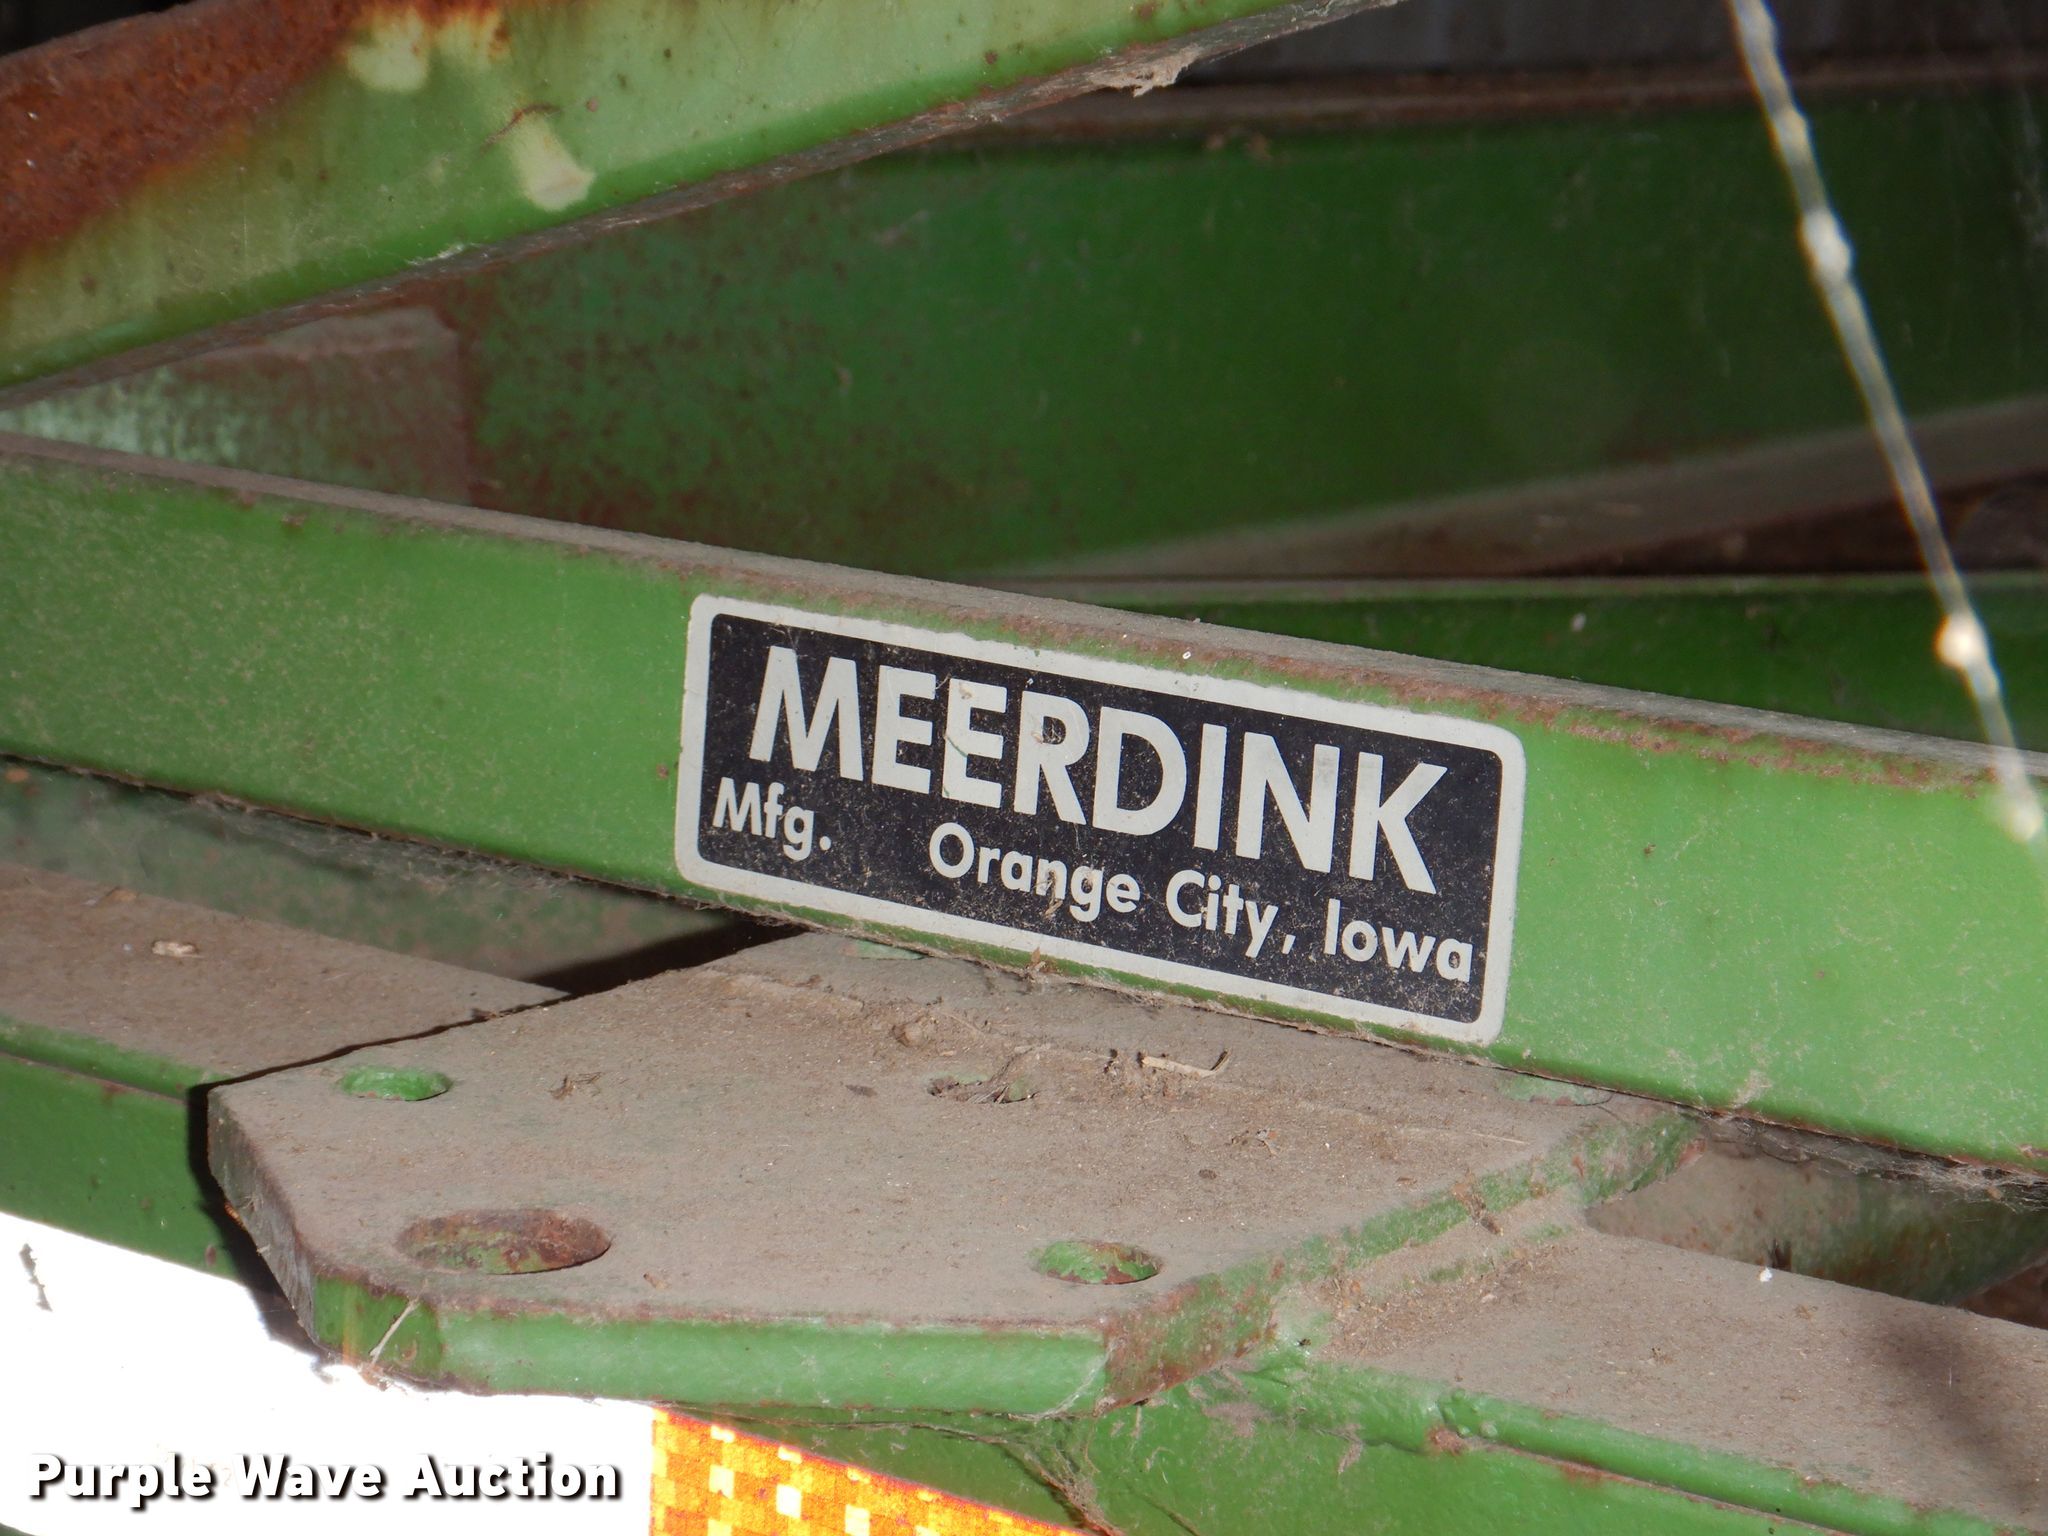 MEERDINK
Mfg. Orange City, Iowa
Purple Wave Auction